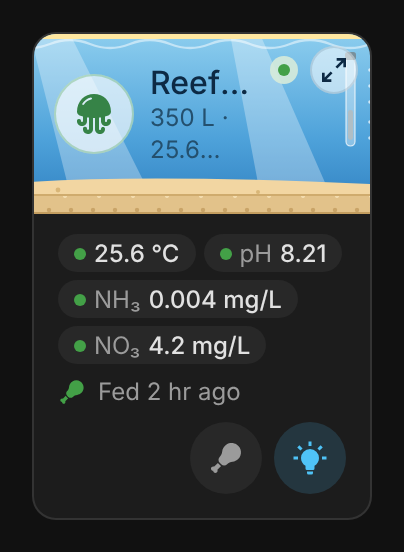 Reef...
350 L ·
25.6...
25.6 °C
pH 8.21
NH₃ 0.004 mg/L
NO₃ 4.2 mg/L
Fed 2 hr ago